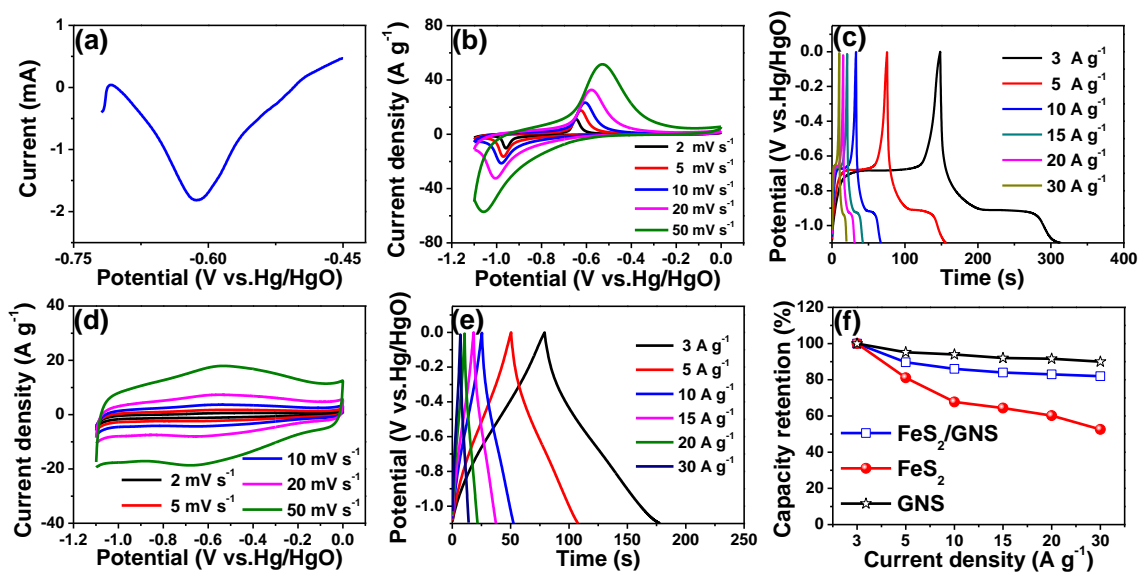 (a)
Current (mA)
1
0
-1
-2
-0.75 -0.60 -0.45
Potential (V vs.Hg/HgO)
(b)
Current density (A g⁻¹)
80
40
0
-40
-80
2 mV s⁻¹
5 mV s⁻¹
10 mV s⁻¹
20 mV s⁻¹
50 mV s⁻¹
-1.2 -1.0 -0.8 -0.6 -0.4 -0.2 0.0
Potential (V vs.Hg/HgO)
(c)
Potential (V vs.Hg/HgO)
0.0
-0.2
-0.4
-0.6
-0.8
-1.0
3 A g⁻¹
5 A g⁻¹
10 A g⁻¹
15 A g⁻¹
20 A g⁻¹
30 A g⁻¹
0 100 200 300 400
Time (s)
(d)
Current density (A g⁻¹)
40
20
0
-20
-40
2 mV s⁻¹
5 mV s⁻¹
10 mV s⁻¹
20 mV s⁻¹
50 mV s⁻¹
-1.2 -1.0 -0.8 -0.6 -0.4 -0.2 0.0
Potential (V vs.Hg/HgO)
(e)
Potential (V vs.Hg/HgO)
0.0
-0.2
-0.4
-0.6
-0.8
-1.0
3 A g⁻¹
5 A g⁻¹
10 A g⁻¹
15 A g⁻¹
20 A g⁻¹
30 A g⁻¹
0 50 100 150 200 250
Time (s)
(f)
Capacity retention (%)
120
100
80
60
40
20
0
FeS₂/GNS
FeS₂
GNS
3 5 10 15 20 30
Current density (A g⁻¹)